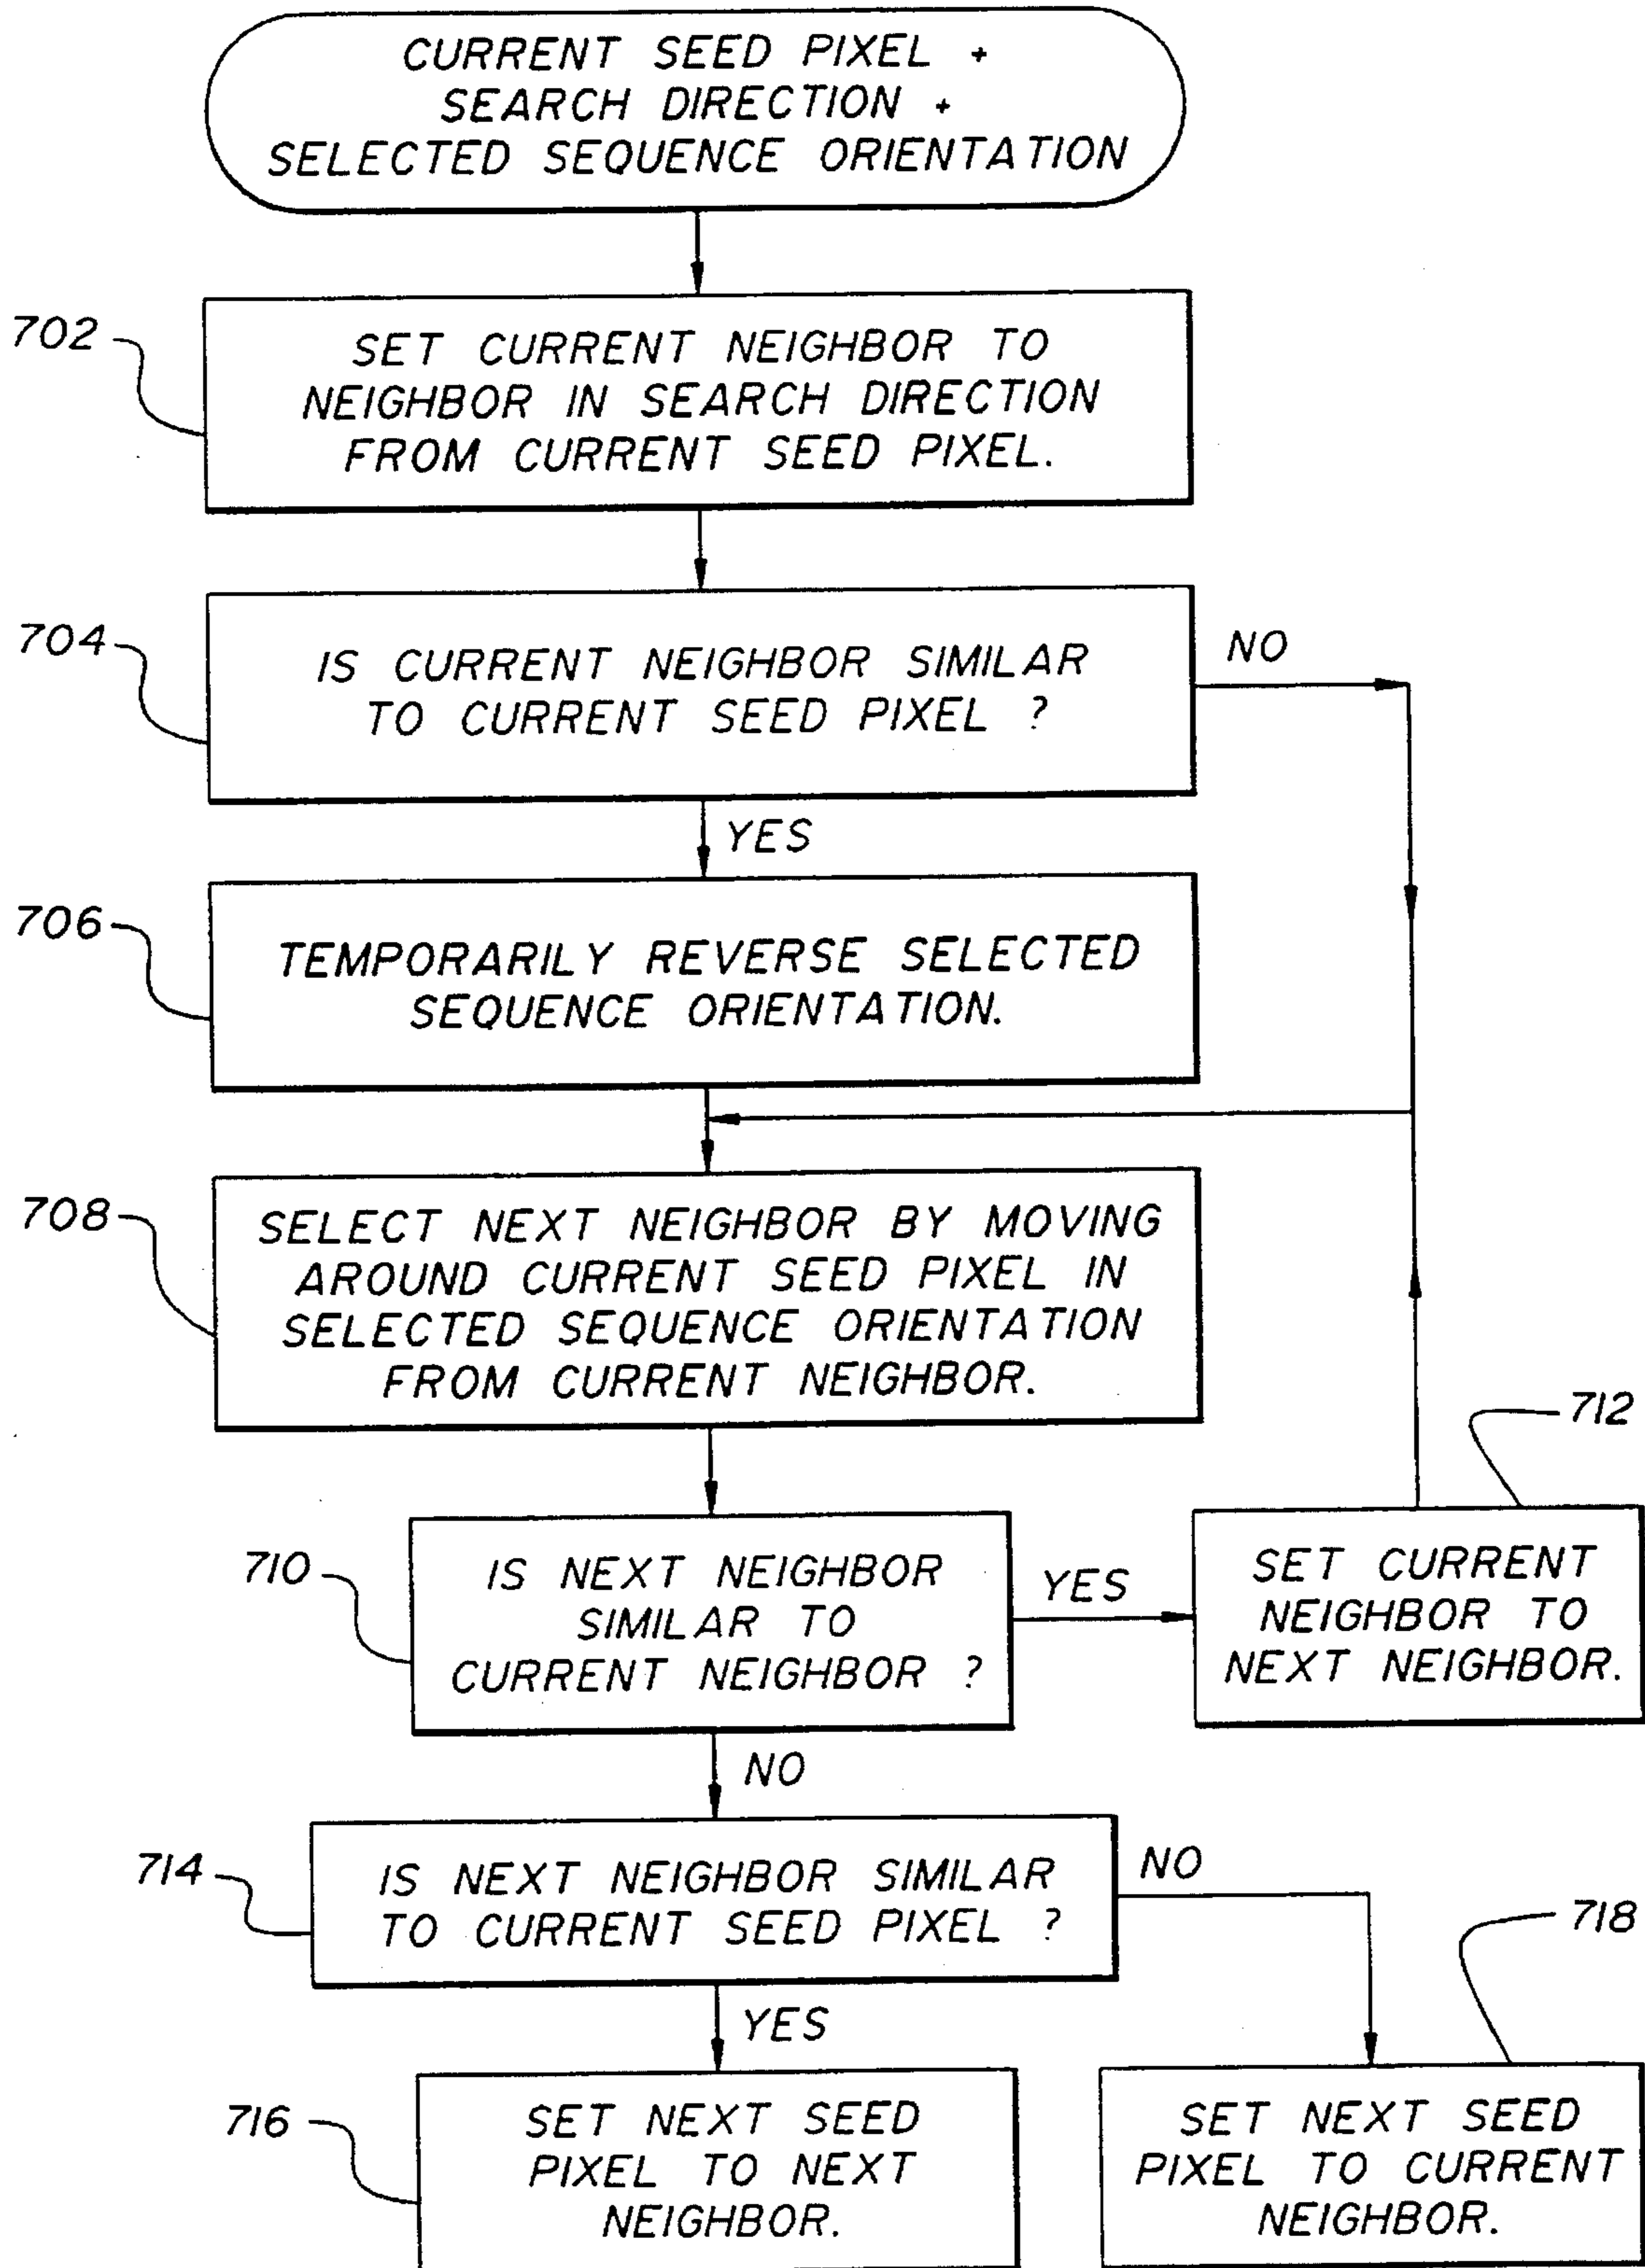 CURRENT SEED PIXEL +
SEARCH DIRECTION +
SELECTED SEQUENCE ORIENTATION
702
SET CURRENT NEIGHBOR TO
NEIGHBOR IN SEARCH DIRECTION
FROM CURRENT SEED PIXEL.
704
IS CURRENT NEIGHBOR SIMILAR
TO CURRENT SEED PIXEL ?
NO
YES
706
TEMPORARILY REVERSE SELECTED
SEQUENCE ORIENTATION.
708
SELECT NEXT NEIGHBOR BY MOVING
AROUND CURRENT SEED PIXEL IN
SELECTED SEQUENCE ORIENTATION
FROM CURRENT NEIGHBOR.
710
IS NEXT NEIGHBOR
SIMILAR TO
CURRENT NEIGHBOR ?
YES
712
SET CURRENT
NEIGHBOR TO
NEXT NEIGHBOR.
NO
714
IS NEXT NEIGHBOR SIMILAR
TO CURRENT SEED PIXEL ?
NO
YES
716
SET NEXT SEED
PIXEL TO NEXT
NEIGHBOR.
718
SET NEXT SEED
PIXEL TO CURRENT
NEIGHBOR.